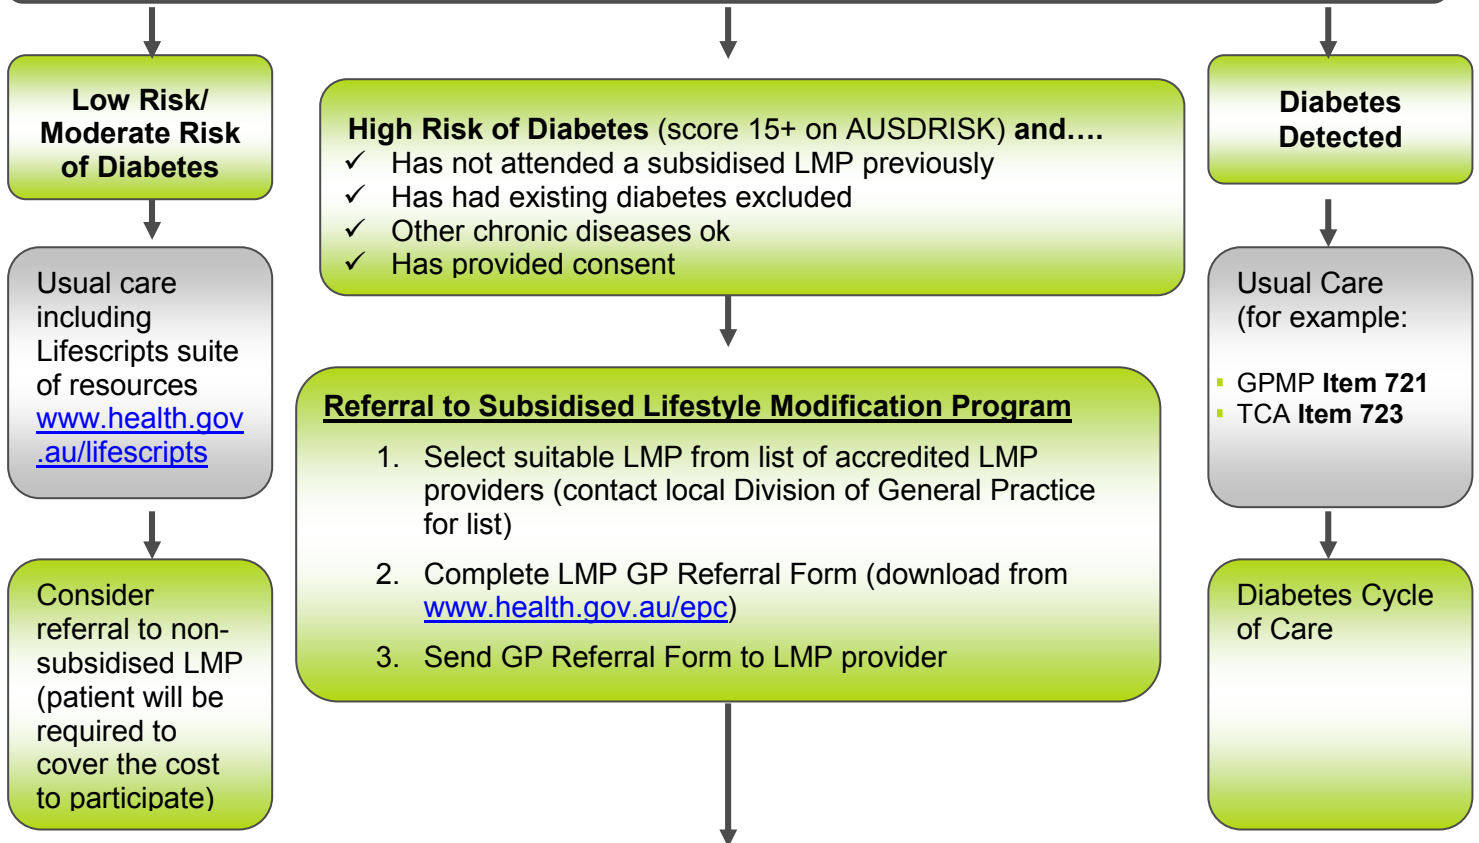 Low Risk/
Moderate Risk
of Diabetes
Usual care
including
Lifescripts suite
of resources
www.health.gov
.au/lifescripts
Consider
referral to non-
subsidised LMP
(patient will be
required to
cover the cost
to participate)
High Risk of Diabetes (score 15+ on AUSDRISK) and….
✓ Has not attended a subsidised LMP previously
✓ Has had existing diabetes excluded
✓ Other chronic diseases ok
✓ Has provided consent
Referral to Subsidised Lifestyle Modification Program
1. Select suitable LMP from list of accredited LMP
providers (contact local Division of General Practice
for list)
2. Complete LMP GP Referral Form (download from
www.health.gov.au/epc)
3. Send GP Referral Form to LMP provider
Diabetes
Detected
Usual Care
(for example:
▪ GPMP Item 721
▪ TCA Item 723
Diabetes Cycle
of Care